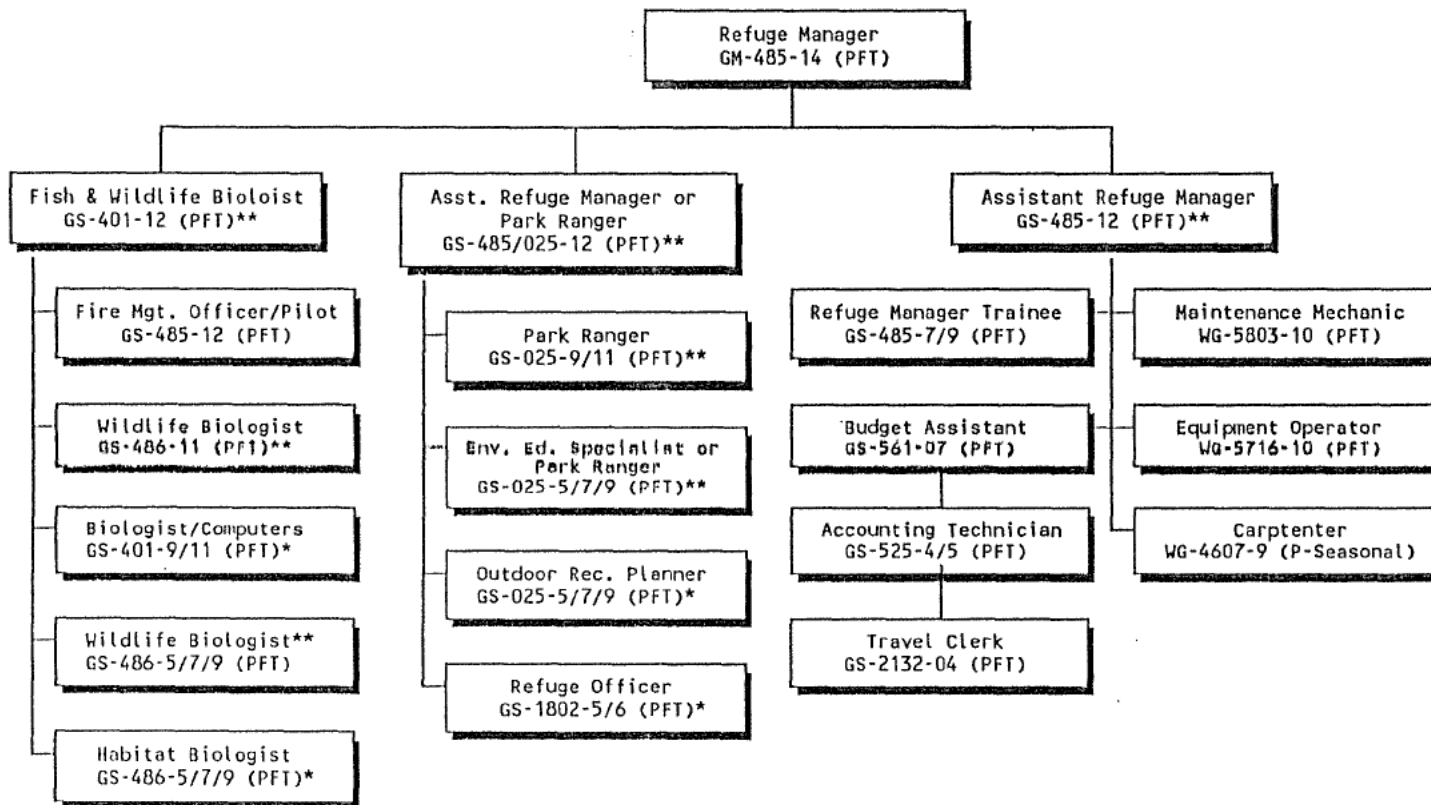 Refuge Manager
GM-485-14 (PFT)
Fish & Wildlife Bioloist
GS-401-12 (PFT)**
Asst. Refuge Manager or
Park Ranger
GS-485/025-12 (PFT)**
Assistant Refuge Manager
GS-485-12 (PFT)**
Fire Mgt. Officer/Pilot
GS-485-12 (PFT)
Wildlife Biologist
GS-486-11 (PFT)**
Biologist/Computers
GS-401-9/11 (PFT)*
Wildlife Biologist**
GS-486-5/7/9 (PFT)
Habitat Biologist
GS-486-5/7/9 (PFT)*
Park Ranger
GS-025-9/11 (PFT)**
Env. Ed. Specialist or
Park Ranger
GS-025-5/7/9 (PFT)**
Outdoor Rec. Planner
GS-025-5/7/9 (PFT)*
Refuge Officer
GS-1802-5/6 (PFT)*
Refuge Manager Trainee
GS-485-7/9 (PFT)
Budget Assistant
GS-561-07 (PFT)
Accounting Technician
GS-525-4/5 (PFT)
Travel Clerk
GS-2132-04 (PFT)
Maintenance Mechanic
WG-5803-10 (PFT)
Equipment Operator
WG-5716-10 (PFT)
Carptenter
WG-4607-9 (P-Seasonal)